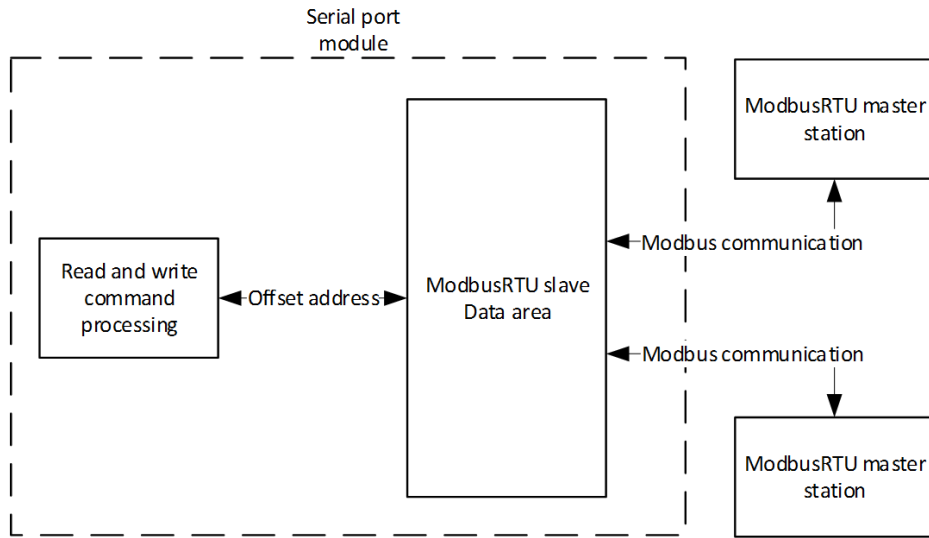 Serial port
module
ModbusRTU master
station
Modbus communication
Read and write
command
processing
Offset address
ModbusRTU slave
Data area
Modbus communication
ModbusRTU master
station